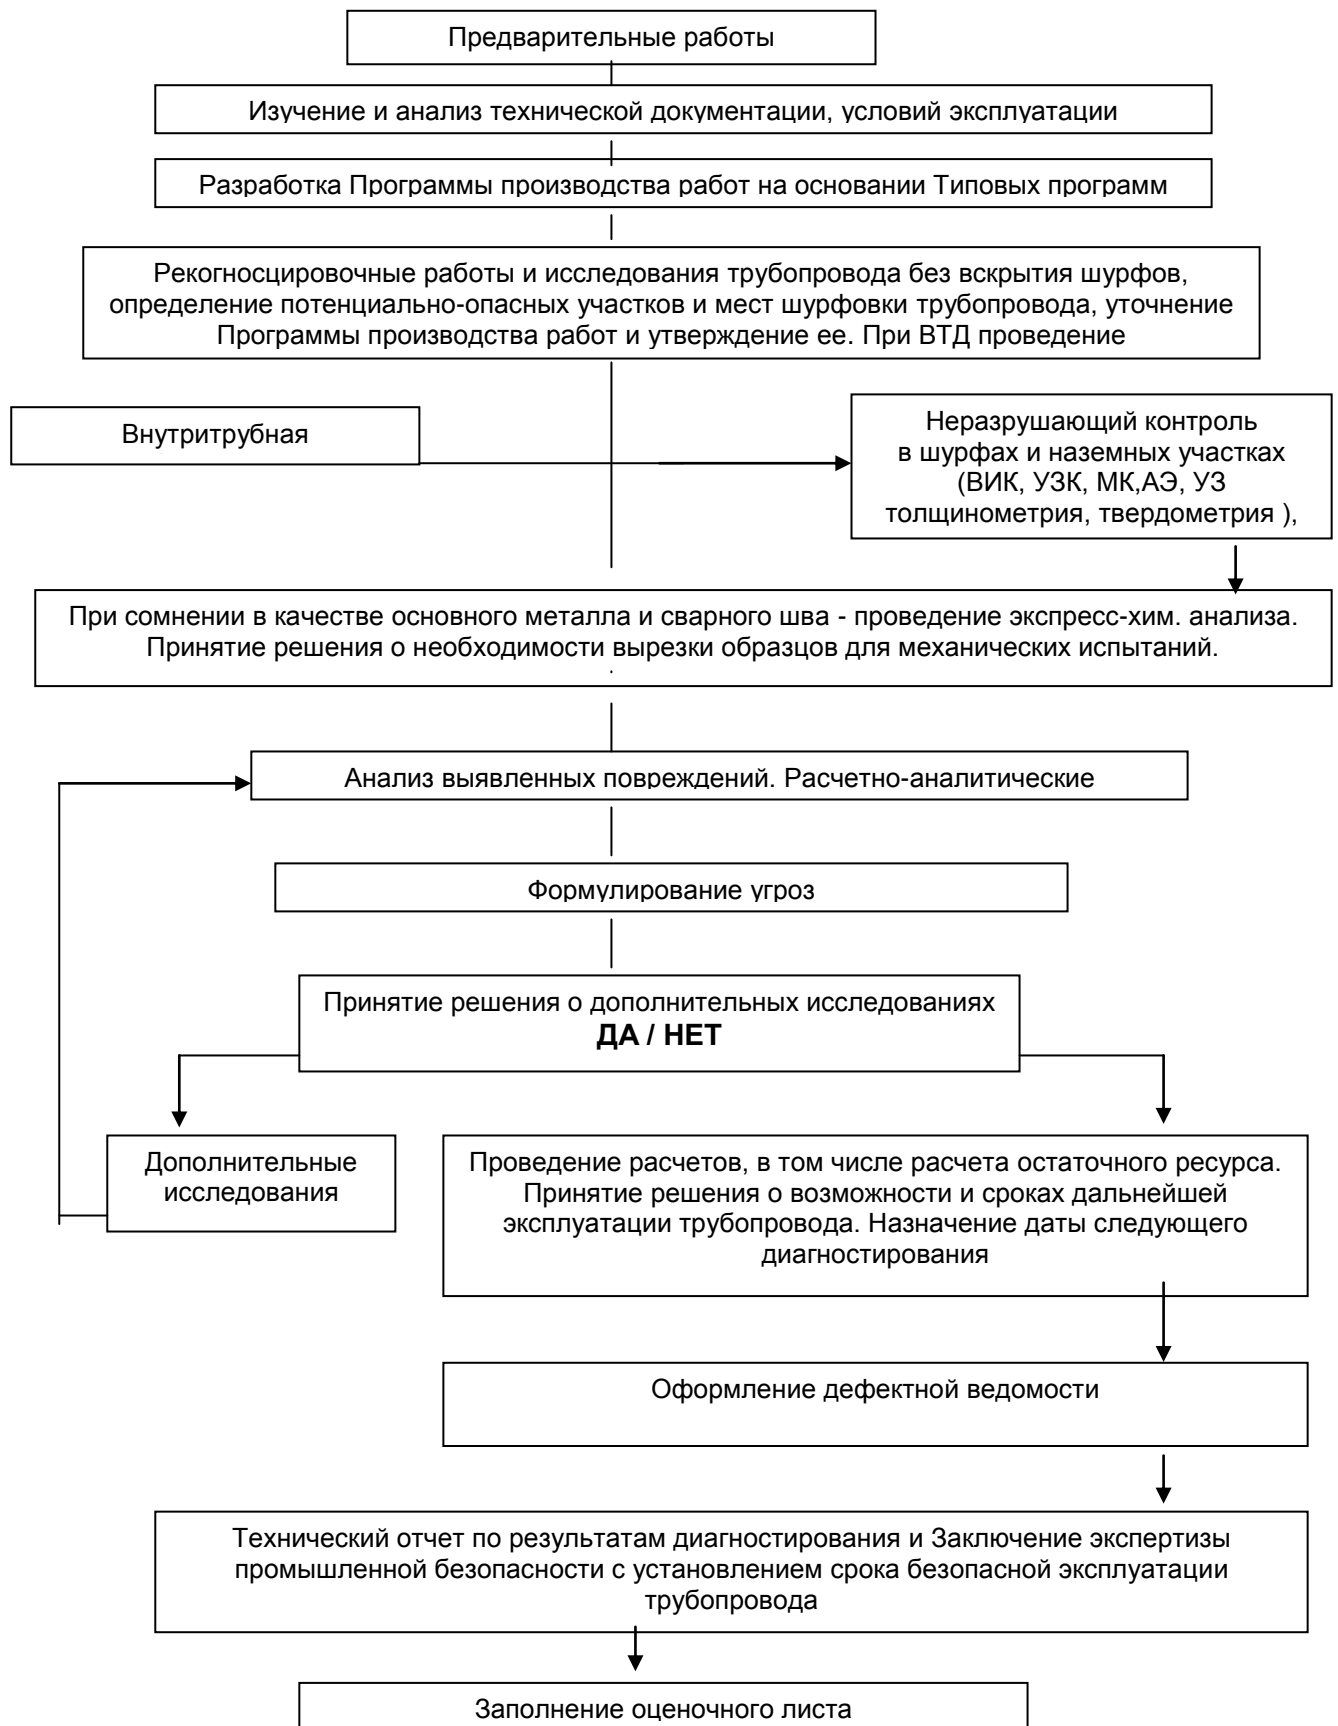 Предварительные работы
Изучение и анализ технической документации, условий эксплуатации
Разработка Программы производства работ на основании Типовых программ
Рекогносцировочные работы и исследования трубопровода без вскрытия шурфов,
определение потенциально-опасных участков и мест шурфовки трубопровода, уточнение
Программы производства работ и утверждение ее. При ВТД проведение
Внутритрубная
Неразрушающий контроль
в шурфах и наземных участках
(ВИК, УЗК, МК,АЭ, УЗ
толщинометрия, твердометрия ),
При сомнении в качестве основного металла и сварного шва - проведение экспресс-хим. анализа.
Принятие решения о необходимости вырезки образцов для механических испытаний.
.
Анализ выявленных повреждений. Расчетно-аналитические
Формулирование угроз
Принятие решения о дополнительных исследованиях
ДА / НЕТ
Дополнительные
исследования
Проведение расчетов, в том числе расчета остаточного ресурса.
Принятие решения о возможности и сроках дальнейшей
эксплуатации трубопровода. Назначение даты следующего
диагностирования
Оформление дефектной ведомости
Технический отчет по результатам диагностирования и Заключение экспертизы
промышленной безопасности с установлением срока безопасной эксплуатации
трубопровода
Заполнение оценочного листа